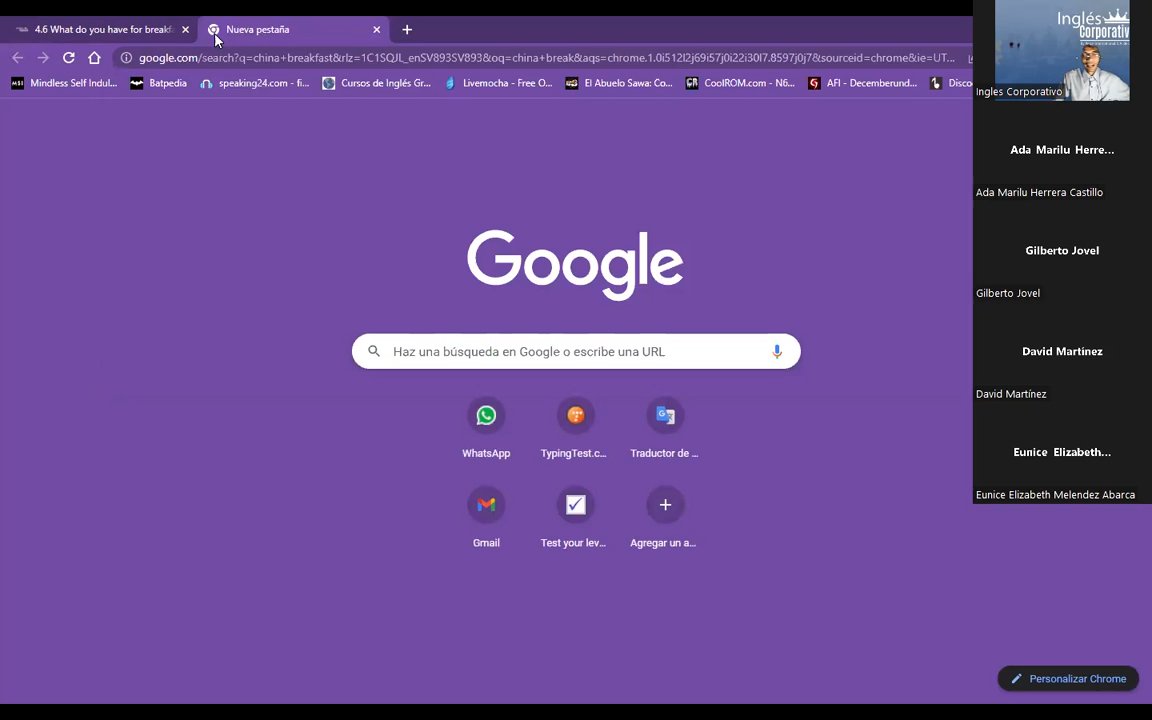 4.6 What do you have for breakfa
Nueva pestaña
google.com/search?q=china+breakfast&rlz=1C1SQJL_enSV893SV893&oq=china+break&aqs=chrome.1.0i512l2j69i57j0i22i30l7.8597j0j7&sourceid=chrome&ie=UT...
Mindless Self Indul...
Batpedia
speaking24.com - fi...
Cursos de Inglés Gr...
Livemocha - Free O...
El Abuelo Sawa: Co...
CoolROM.com - N6...
AFI - Decemberund...
Disco
Google
Haz una búsqueda en Google o escribe una URL
WhatsApp
TypingTest.c...
Traductor de ...
Gmail
Test your lev...
Agregar un a...
Personalizar Chrome
Inglés
Corporativ
Ingles Corporativo
Ada Marilu Herre...
Ada Marilu Herrera Castillo
Gilberto Jovel
Gilberto Jovel
David Martínez
David Martínez
Eunice Elizabeth...
Eunice Elizabeth Melendez Abarca